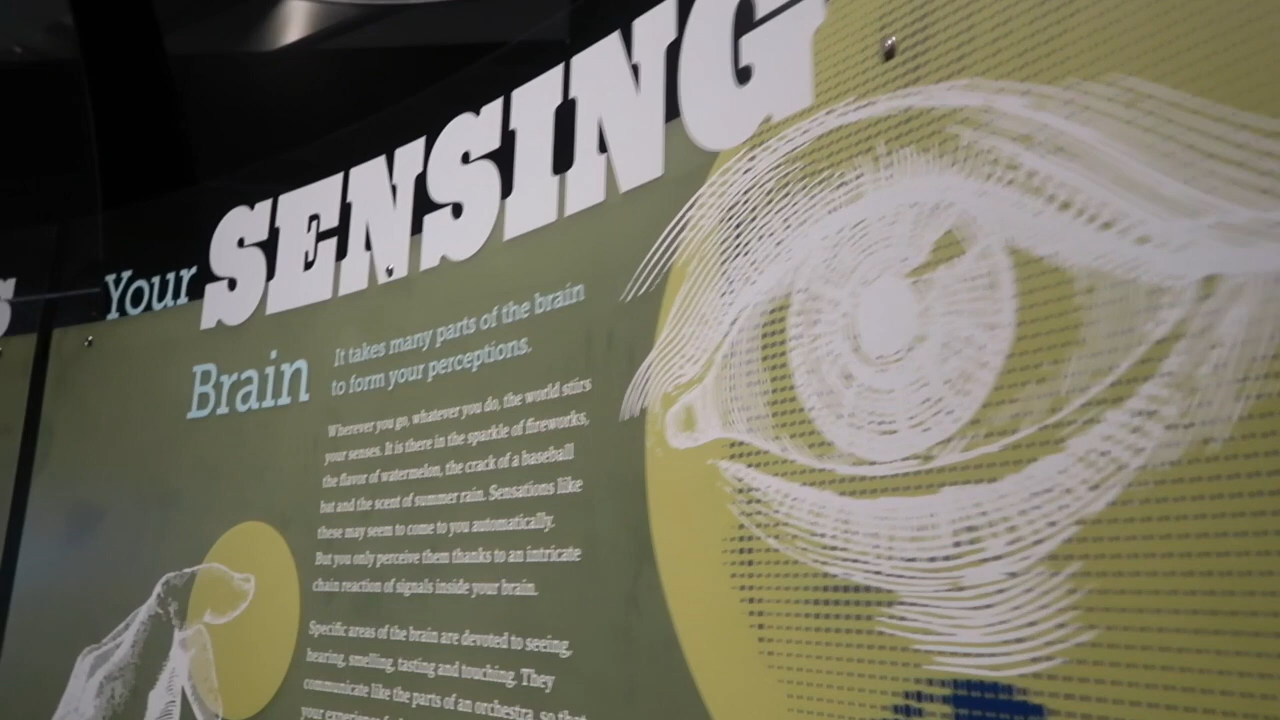 s
Your SENSING
Brain
It takes many parts of the brain
to form your perceptions.
Wherever you go, whatever you do, the world stirs
your senses. It is there in the sparkle of fireworks,
the flavor of watermelon, the crack of a baseball
bat and the scent of summer rain. Sensations like
these may seem to come to you automatically.
But you only perceive them thanks to an intricate
chain reaction of signals inside your brain.
Specific areas of the brain are devoted to seeing,
hearing, smelling, tasting and touching. They
communicate like the parts of an orchestra, so that
your